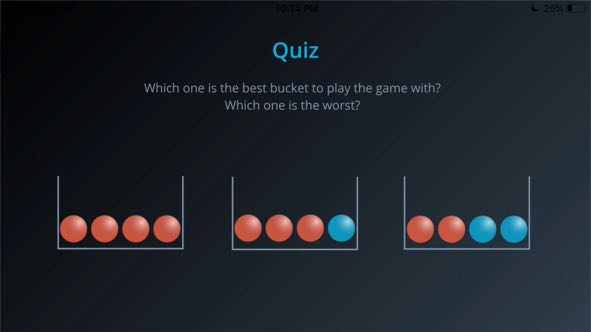 10:14 PM
25%
Quiz
Which one is the best bucket to play the game with?
Which one is the worst?